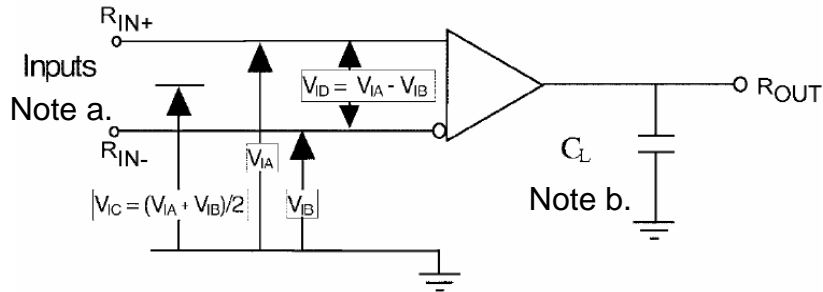 RIN+
Inputs
Note a.
VID = VIA - VIB
ROUT
RIN-
VIA
CL
VIC = (VIA + VIB)/2
VIB
Note b.